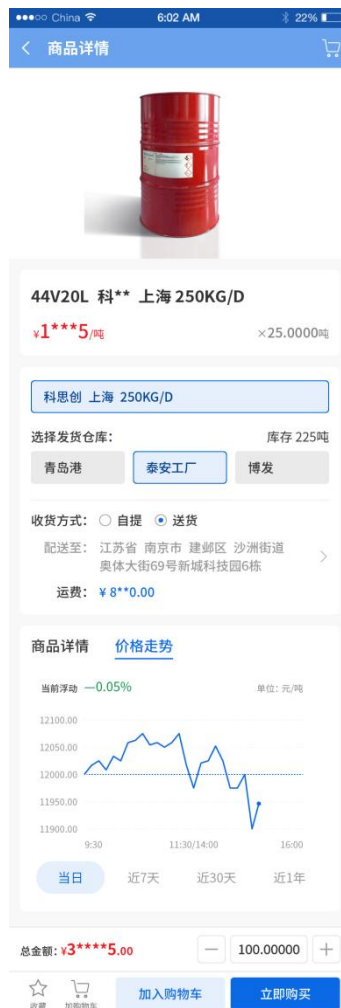 China 6:02 AM 22%
商品详情
44V20L 科** 上海 250KG/D
¥1***5/吨 ×25.0000吨
科思创 上海 250KG/D
选择发货仓库: 库存 225吨
青岛港 泰安工厂 博发
收货方式: 自提 送货
配送至: 江苏省 南京市 建邺区 沙洲街道
奥体大街69号新城科技园6栋
运费: ¥ 8**0.00
商品详情 价格走势
当前浮动 —0.05% 单位: 元/吨
12100.00
12050.00
12000.00
11950.00
11900.00
9:30 11:30/14:00 16:00
当日 近7天 近30天 近1年
总金额: ¥3****5.00 — 100.00000 +
收藏 加购物车 加入购物车 立即购买